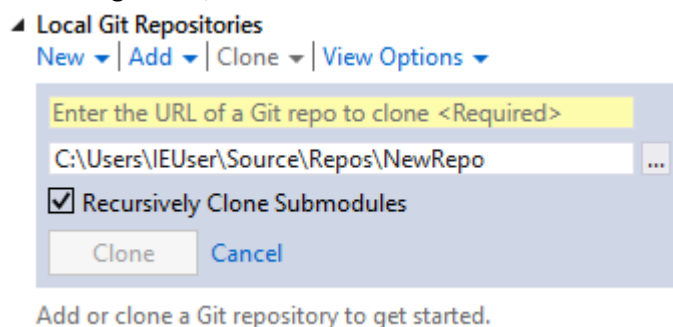 Local Git Repositories
New | Add | Clone | View Options
Enter the URL of a Git repo to clone <Required>
C:\Users\IEUser\Source\Repos\NewRepo ...
Recursively Clone Submodules
Clone Cancel
Add or clone a Git repository to get started.